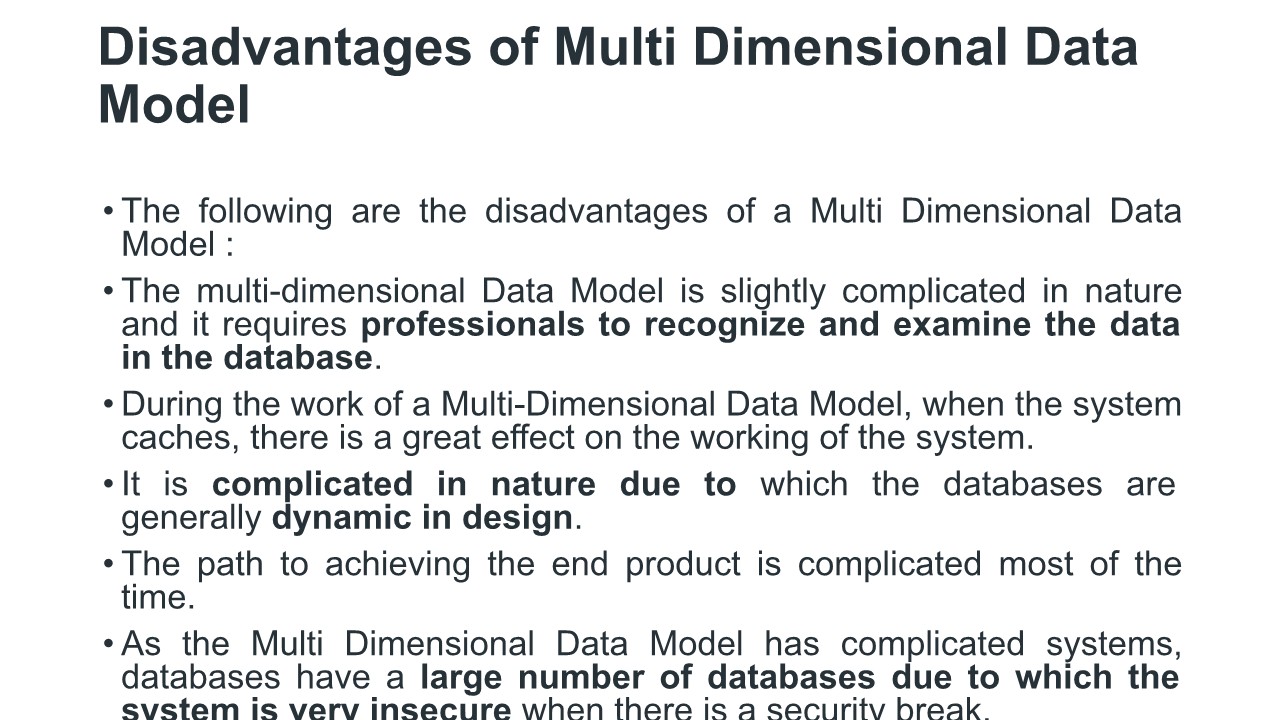 Disadvantages of Multi Dimensional Data
Model
• The following are the disadvantages of a Multi Dimensional Data
Model :
• The multi-dimensional Data Model is slightly complicated in nature
and it requires professionals to recognize and examine the data
in the database.
• During the work of a Multi-Dimensional Data Model, when the system
caches, there is a great effect on the working of the system.
• It is complicated in nature due to which the databases are
generally dynamic in design.
• The path to achieving the end product is complicated most of the
time.
• As the Multi Dimensional Data Model has complicated systems,
databases have a large number of databases due to which the
system is very insecure when there is a security break.